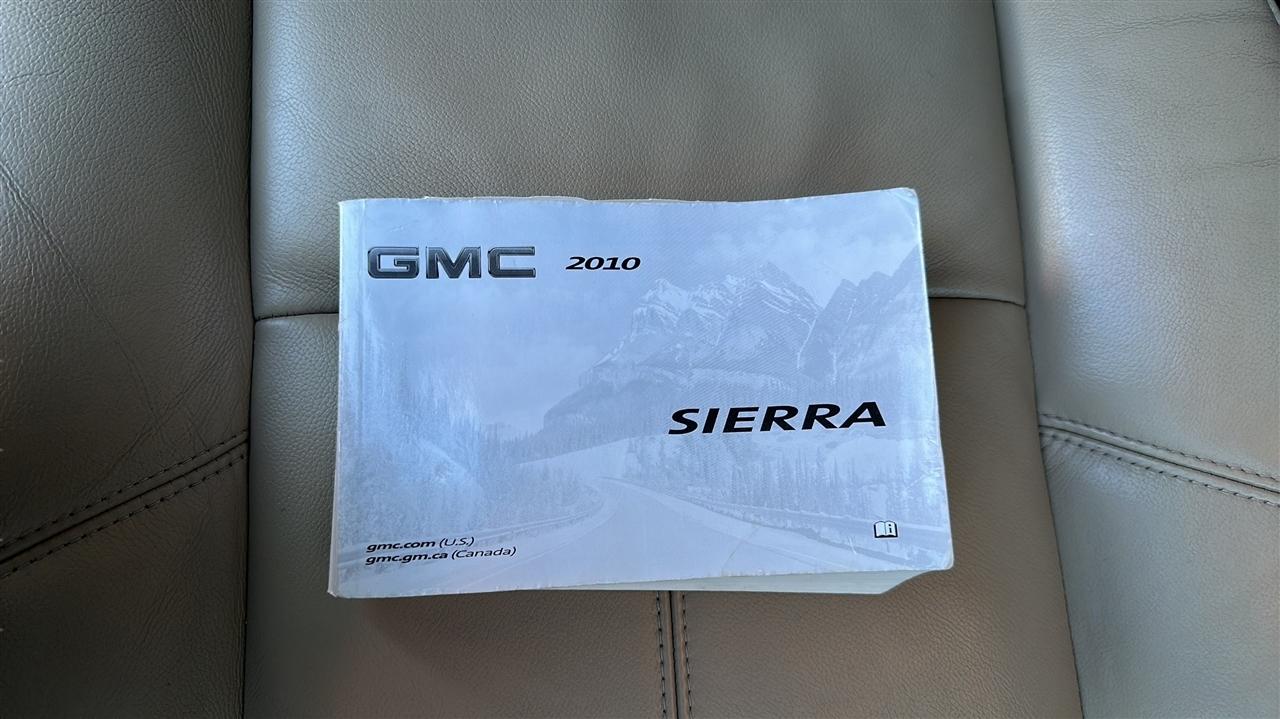 GMC 2010
SIERRA
gmc.com (U.S.)
gmc.gm.ca (Canada)